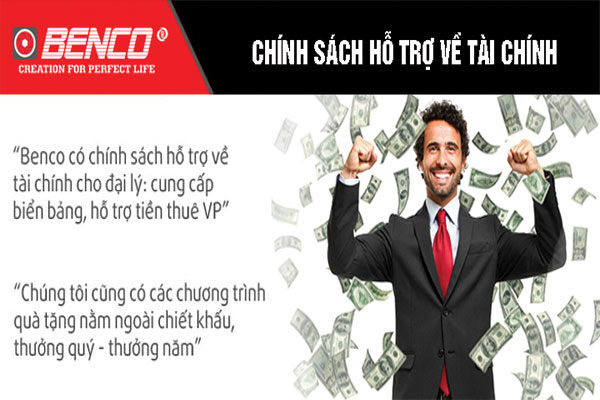 BENCO®
CREATION FOR PERFECT LIFE
CHÍNH SÁCH HỖ TRỢ VỀ TÀI CHÍNH
“Benco có chính sách hỗ trợ về
tài chính cho đại lý: cung cấp
biển bảng, hỗ trợ tiền thuê VP”
“Chúng tôi cũng có các chương trình
quà tặng nằm ngoài chiết khấu,
thưởng quý - thưởng năm”